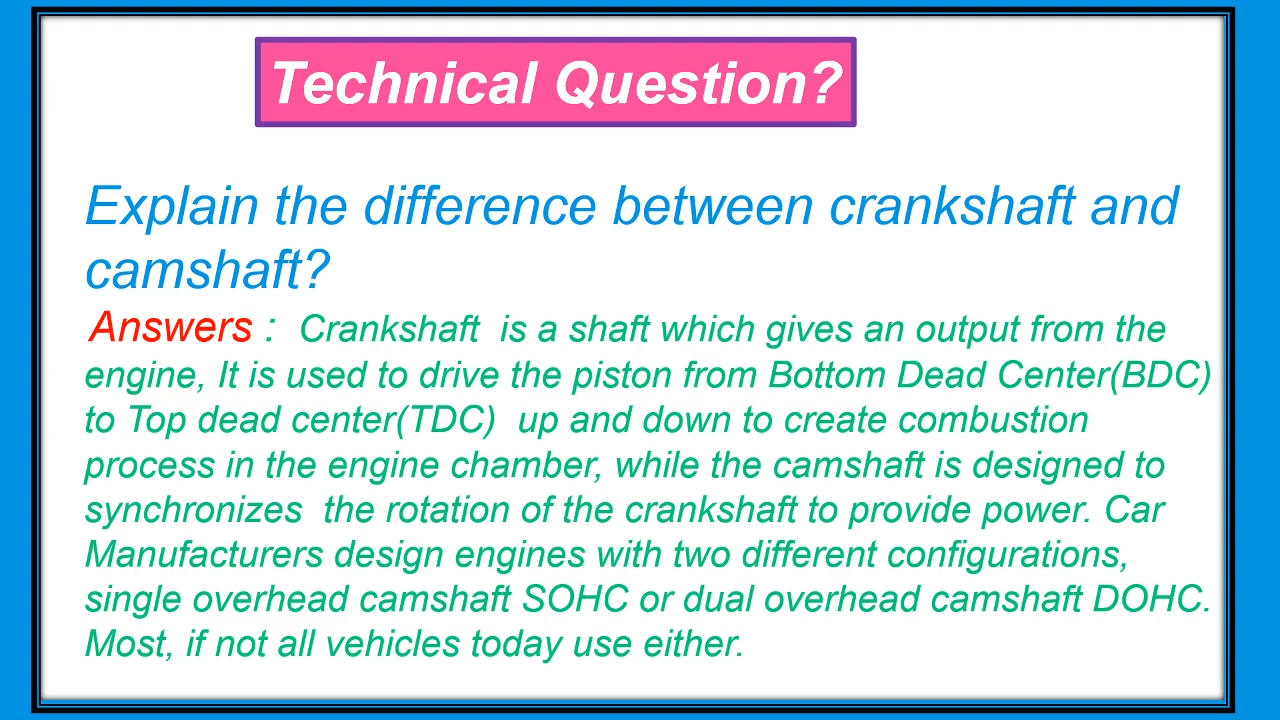 Technical Question?
Explain the difference between crankshaft and
camshaft?
Answers : Crankshaft is a shaft which gives an output from the
engine, It is used to drive the piston from Bottom Dead Center(BDC)
to Top dead center(TDC) up and down to create combustion
process in the engine chamber, while the camshaft is designed to
synchronizes the rotation of the crankshaft to provide power. Car
Manufacturers design engines with two different configurations,
single overhead camshaft SOHC or dual overhead camshaft DOHC.
Most, if not all vehicles today use either.